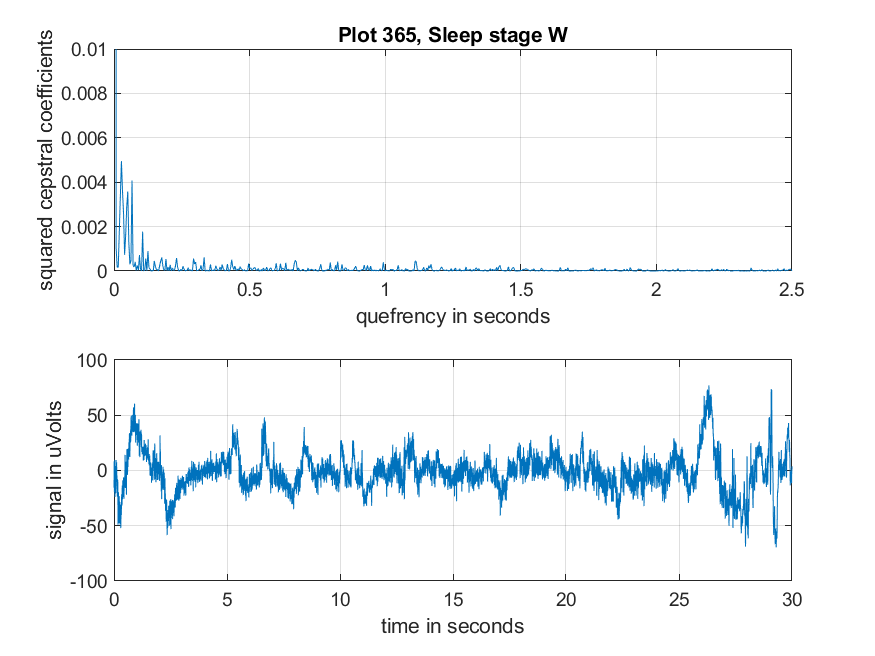 Plot 365, Sleep stage W
squared cepstral coefficients
0.01
0.008
0.006
0.004
0.002
0
0 0.5 1 1.5 2 2.5
quefrency in seconds
signal in uVolts
100
50
0
-50
-100
0 5 10 15 20 25 30
time in seconds